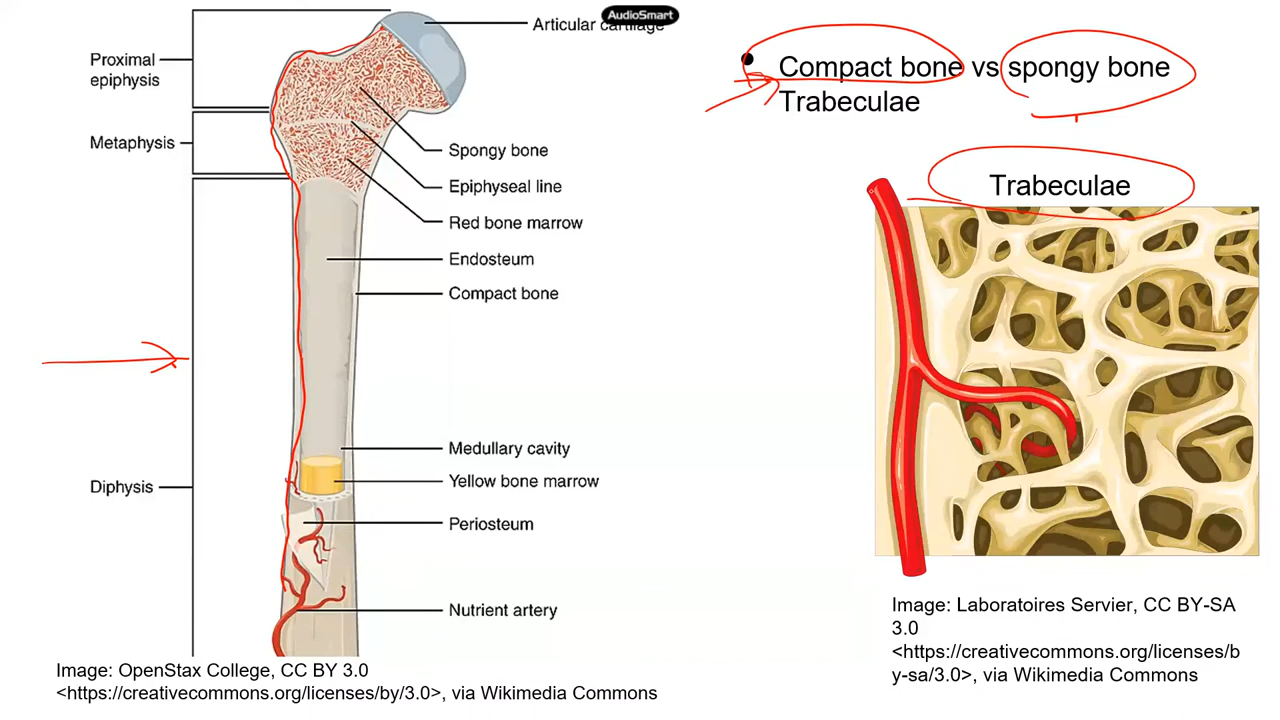 AudioSmart
Articular cartilage
Proximal
epiphysis
Metaphysis
Spongy bone
Epiphyseal line
Red bone marrow
Endosteum
Compact bone
Medullary cavity
Yellow bone marrow
Diphysis
Periosteum
Nutrient artery
Image: OpenStax College, CC BY 3.0
<https://creativecommons.org/licenses/by/3.0>, via Wikimedia Commons
Compact bone vs spongy bone
Trabeculae
Trabeculae
Image: Laboratoires Servier, CC BY-SA
3.0
<https://creativecommons.org/licenses/b
y-sa/3.0>, via Wikimedia Commons